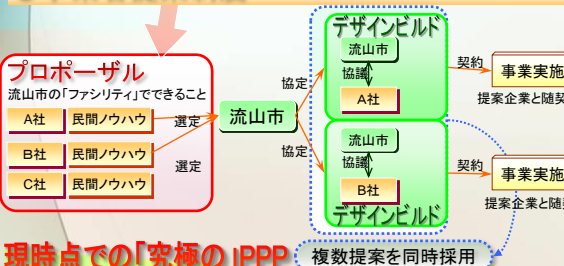 プロポーザル
流山市の「ファシリティ」でできること
A社 民間ノウハウ
B社 民間ノウハウ
C社 民間ノウハウ
選定
選定
流山市
協定
協定
デザインビルド
流山市
協議
A社
契約
事業実施
提案企業と随契
流山市
協議
B社
デザインビルド
契約
事業実施
提案企業と随
複数提案を同時採用
現時点での「究極の」PPP